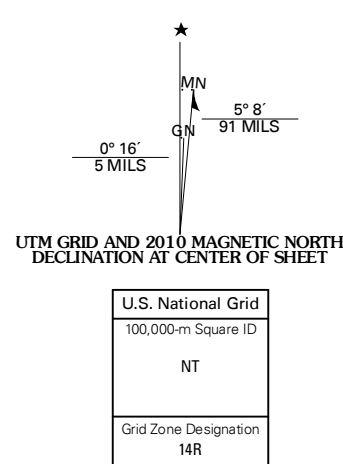 ★
MN
5° 8´
91 MILS
GN
0° 16´
5 MILS
UTM GRID AND 2010 MAGNETIC NORTH
DECLINATION AT CENTER OF SHEET
U.S. National Grid
100,000-m Square ID
NT
Grid Zone Designation
14R